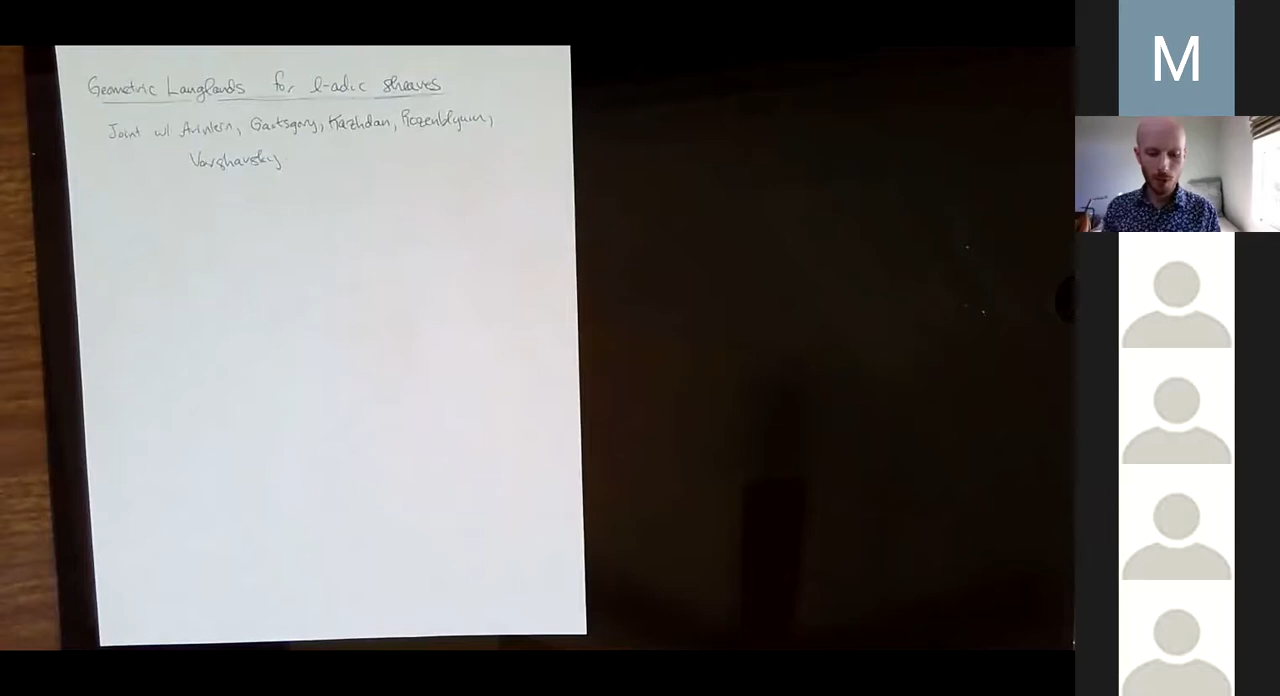 Geometric Langlands for l-adic sheaves
Joint w/ Arinkin, Gaitsgory, Kazhdan, Rozenblyum,
Varshavsky
M